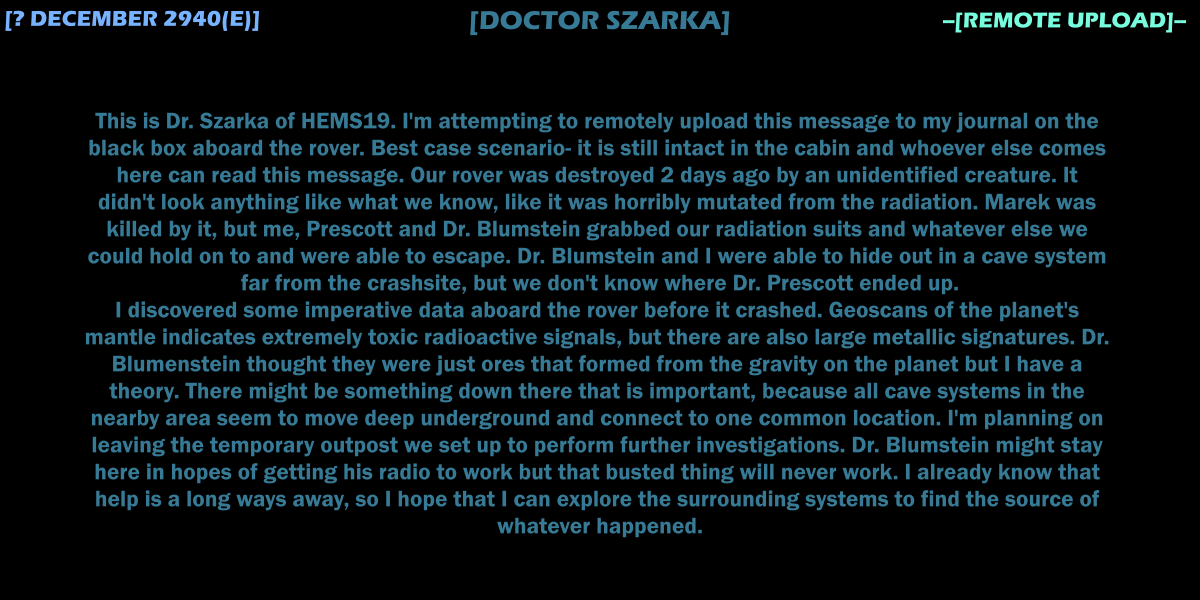 [? DECEMBER 2940(E)]
[DOCTOR SZARKA]
–[REMOTE UPLOAD]–
This is Dr. Szarka of HEMS19. I'm attempting to remotely upload this message to my journal on the
black box aboard the rover. Best case scenario- it is still intact in the cabin and whoever else comes
here can read this message. Our rover was destroyed 2 days ago by an unidentified creature. It
didn't look anything like what we know, like it was horribly mutated from the radiation. Marek was
killed by it, but me, Prescott and Dr. Blumstein grabbed our radiation suits and whatever else we
could hold on to and were able to escape. Dr. Blumstein and I were able to hide out in a cave system
far from the crashsite, but we don't know where Dr. Prescott ended up.
I discovered some imperative data aboard the rover before it crashed. Geoscans of the planet's
mantle indicates extremely toxic radioactive signals, but there are also large metallic signatures. Dr.
Blumenstein thought they were just ores that formed from the gravity on the planet but I have a
theory. There might be something down there that is important, because all cave systems in the
nearby area seem to move deep underground and connect to one common location. I'm planning on
leaving the temporary outpost we set up to perform further investigations. Dr. Blumstein might stay
here in hopes of getting his radio to work but that busted thing will never work. I already know that
help is a long ways away, so I hope that I can explore the surrounding systems to find the source of
whatever happened.